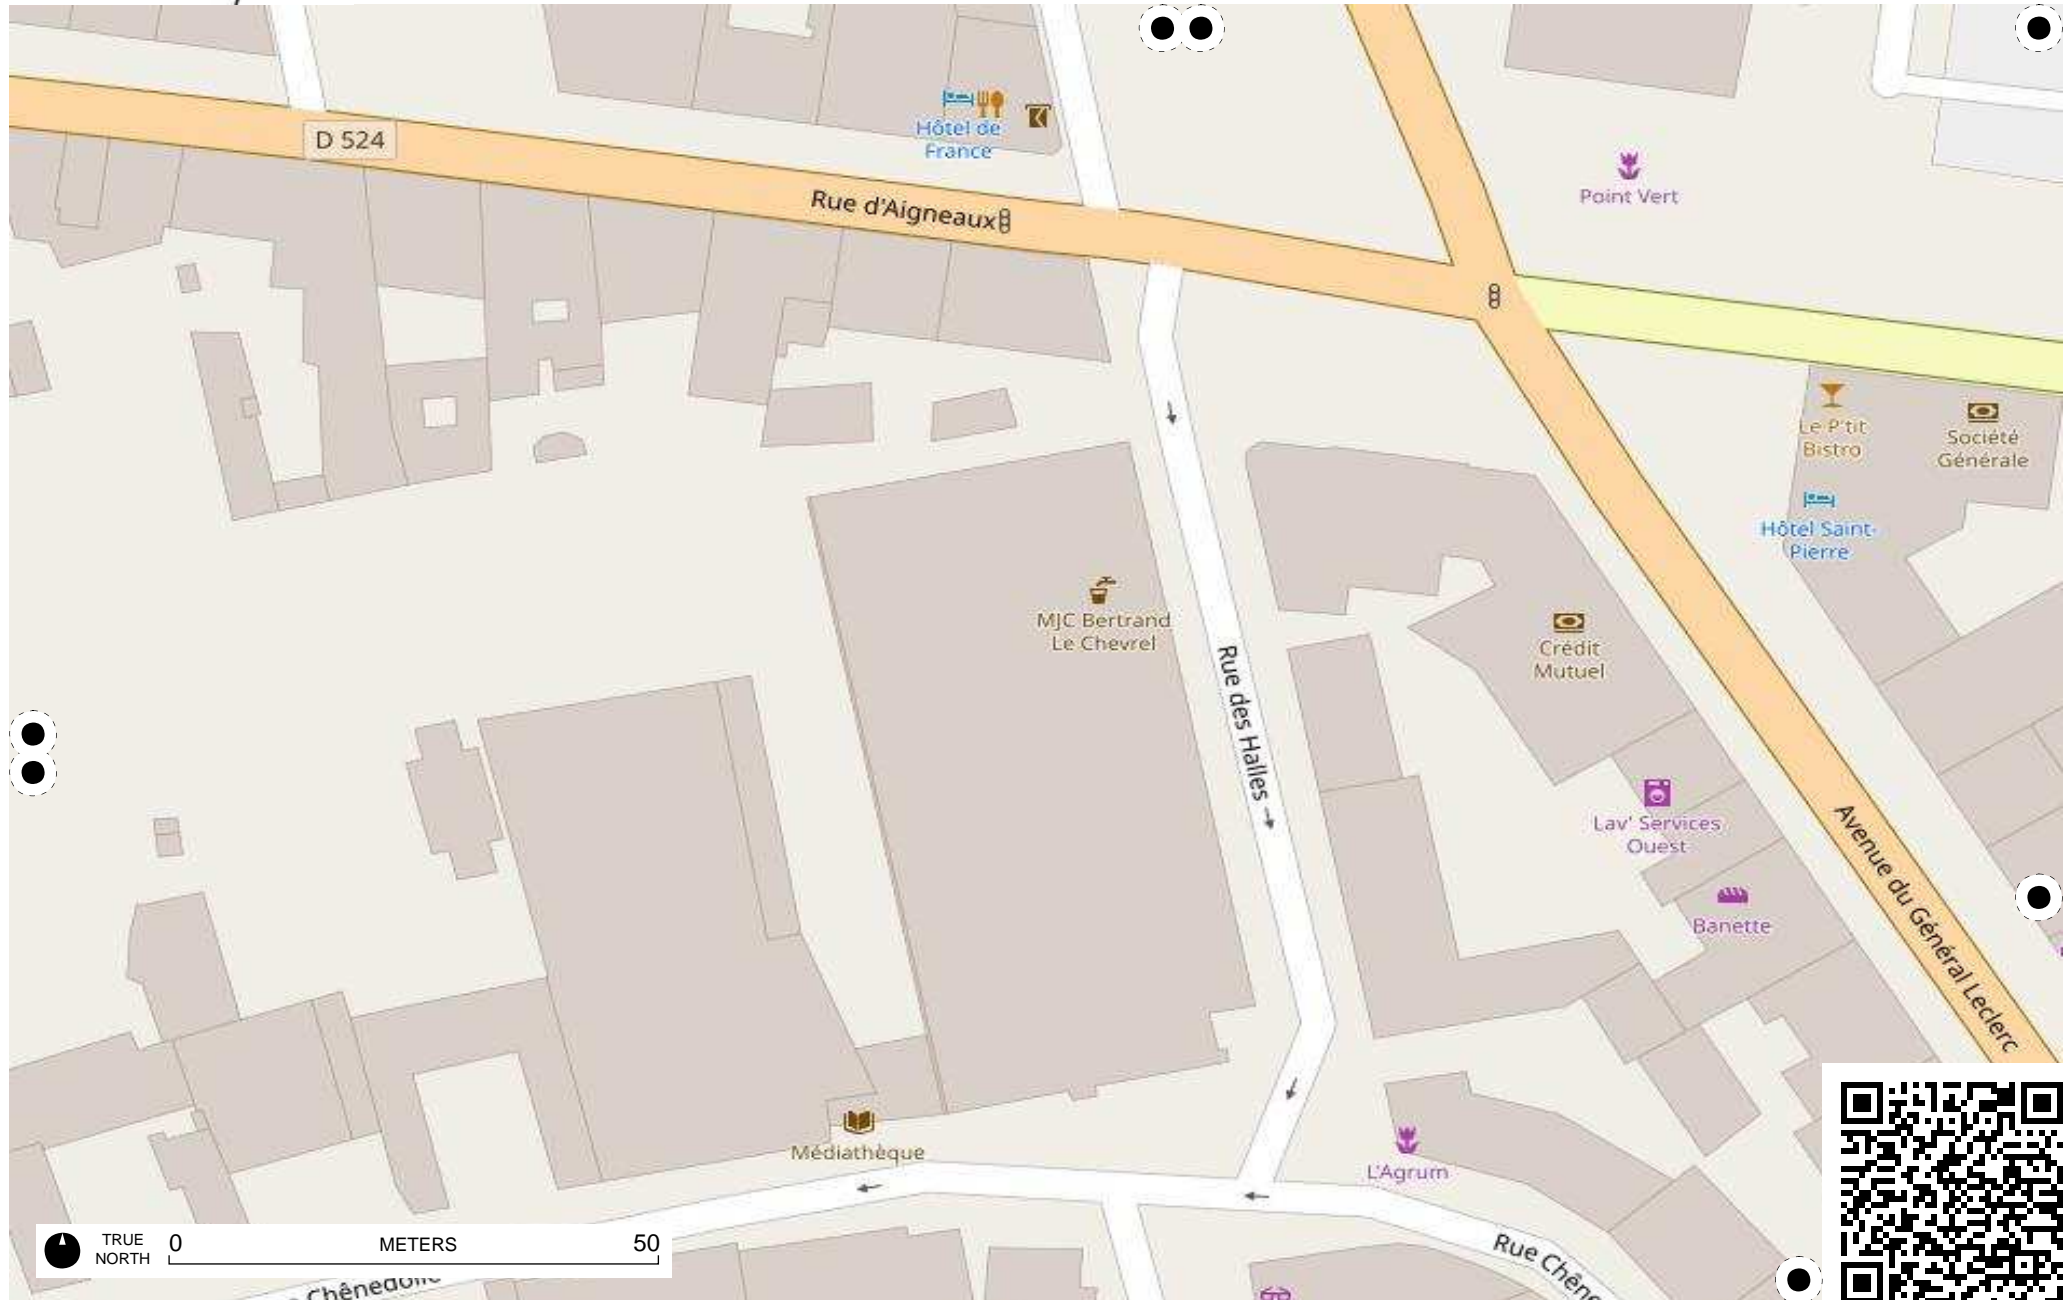 D 524
Hôtel de
France
Rue d'Aigneaux
Point Vert
Le P'tit
Bistro
Société
Générale
Hôtel Saint-
Pierre
MJC Bertrand
Le Chevrel
Crédit
Mutuel
Rue des Halles
Lav' Services
Ouest
Banette
Avenue du Général Leclerc
Médiathèque
L'Agrum
TRUE
NORTH
0 METERS 50
Rue Chêne